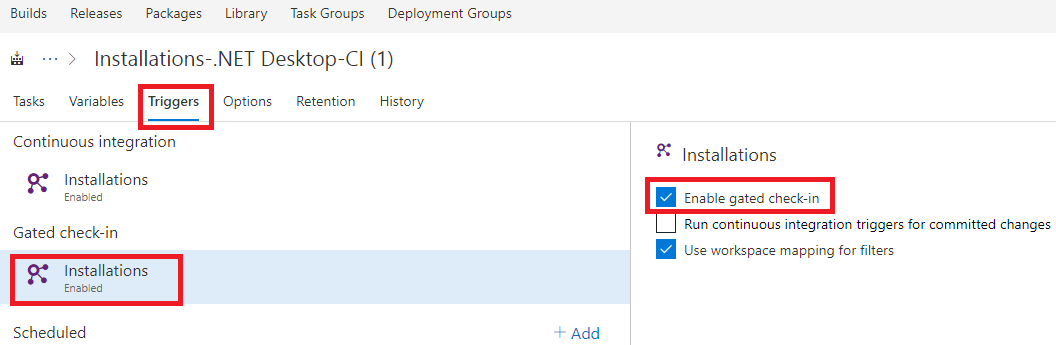 Builds Releases Packages Library Task Groups Deployment Groups
··· > Installations-.NET Desktop-CI (1)
Tasks Variables Triggers Options Retention History
Continuous integration
Installations
Enabled
Gated check-in
Installations
Enabled
Scheduled + Add
Installations
Enable gated check-in
Run continuous integration triggers for committed changes
Use workspace mapping for filters